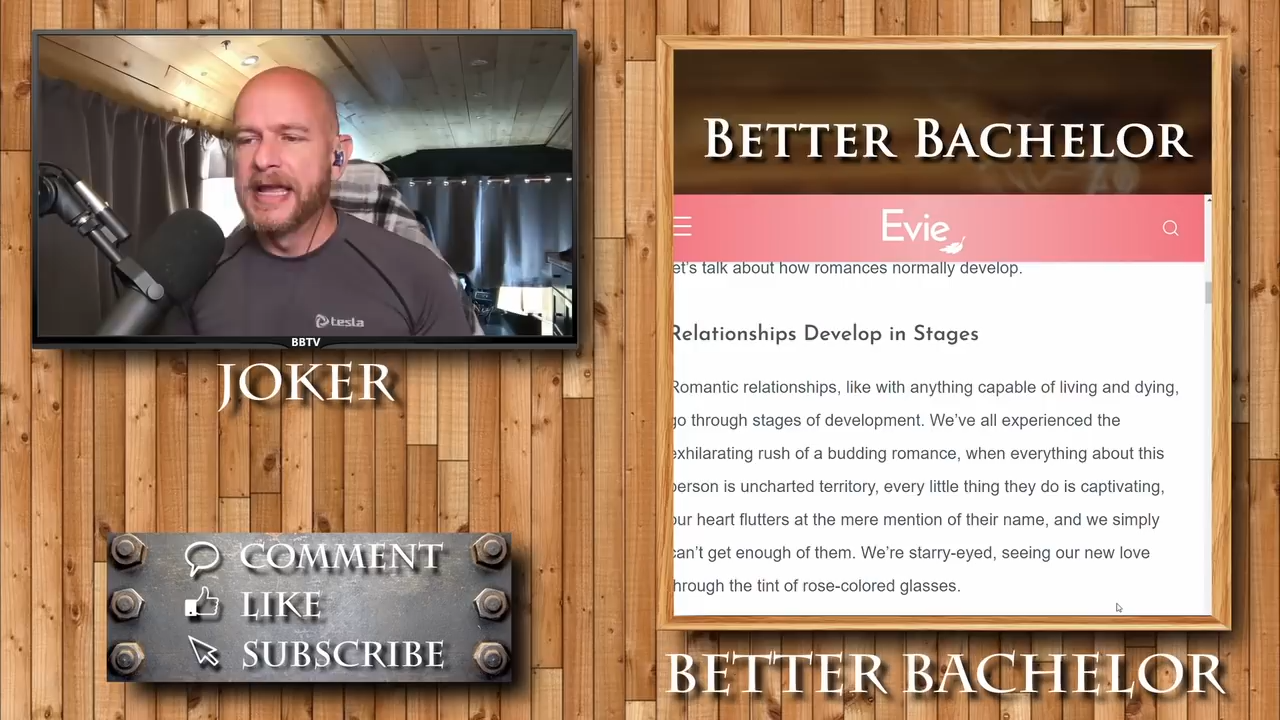 tesla
BBTV
JOKER
COMMENT
LIKE
SUBSCRIBE
BETTER BACHELOR
Evie
et's talk about how romances normally develop.
Relationships Develop in Stages
Romantic relationships, like with anything capable of living and dying,
go through stages of development. We've all experienced the
exhilarating rush of a budding romance, when everything about this
person is uncharted territory, every little thing they do is captivating,
our heart flutters at the mere mention of their name, and we simply
can't get enough of them. We're starry-eyed, seeing our new love
through the tint of rose-colored glasses.
BETTER BACHELOR